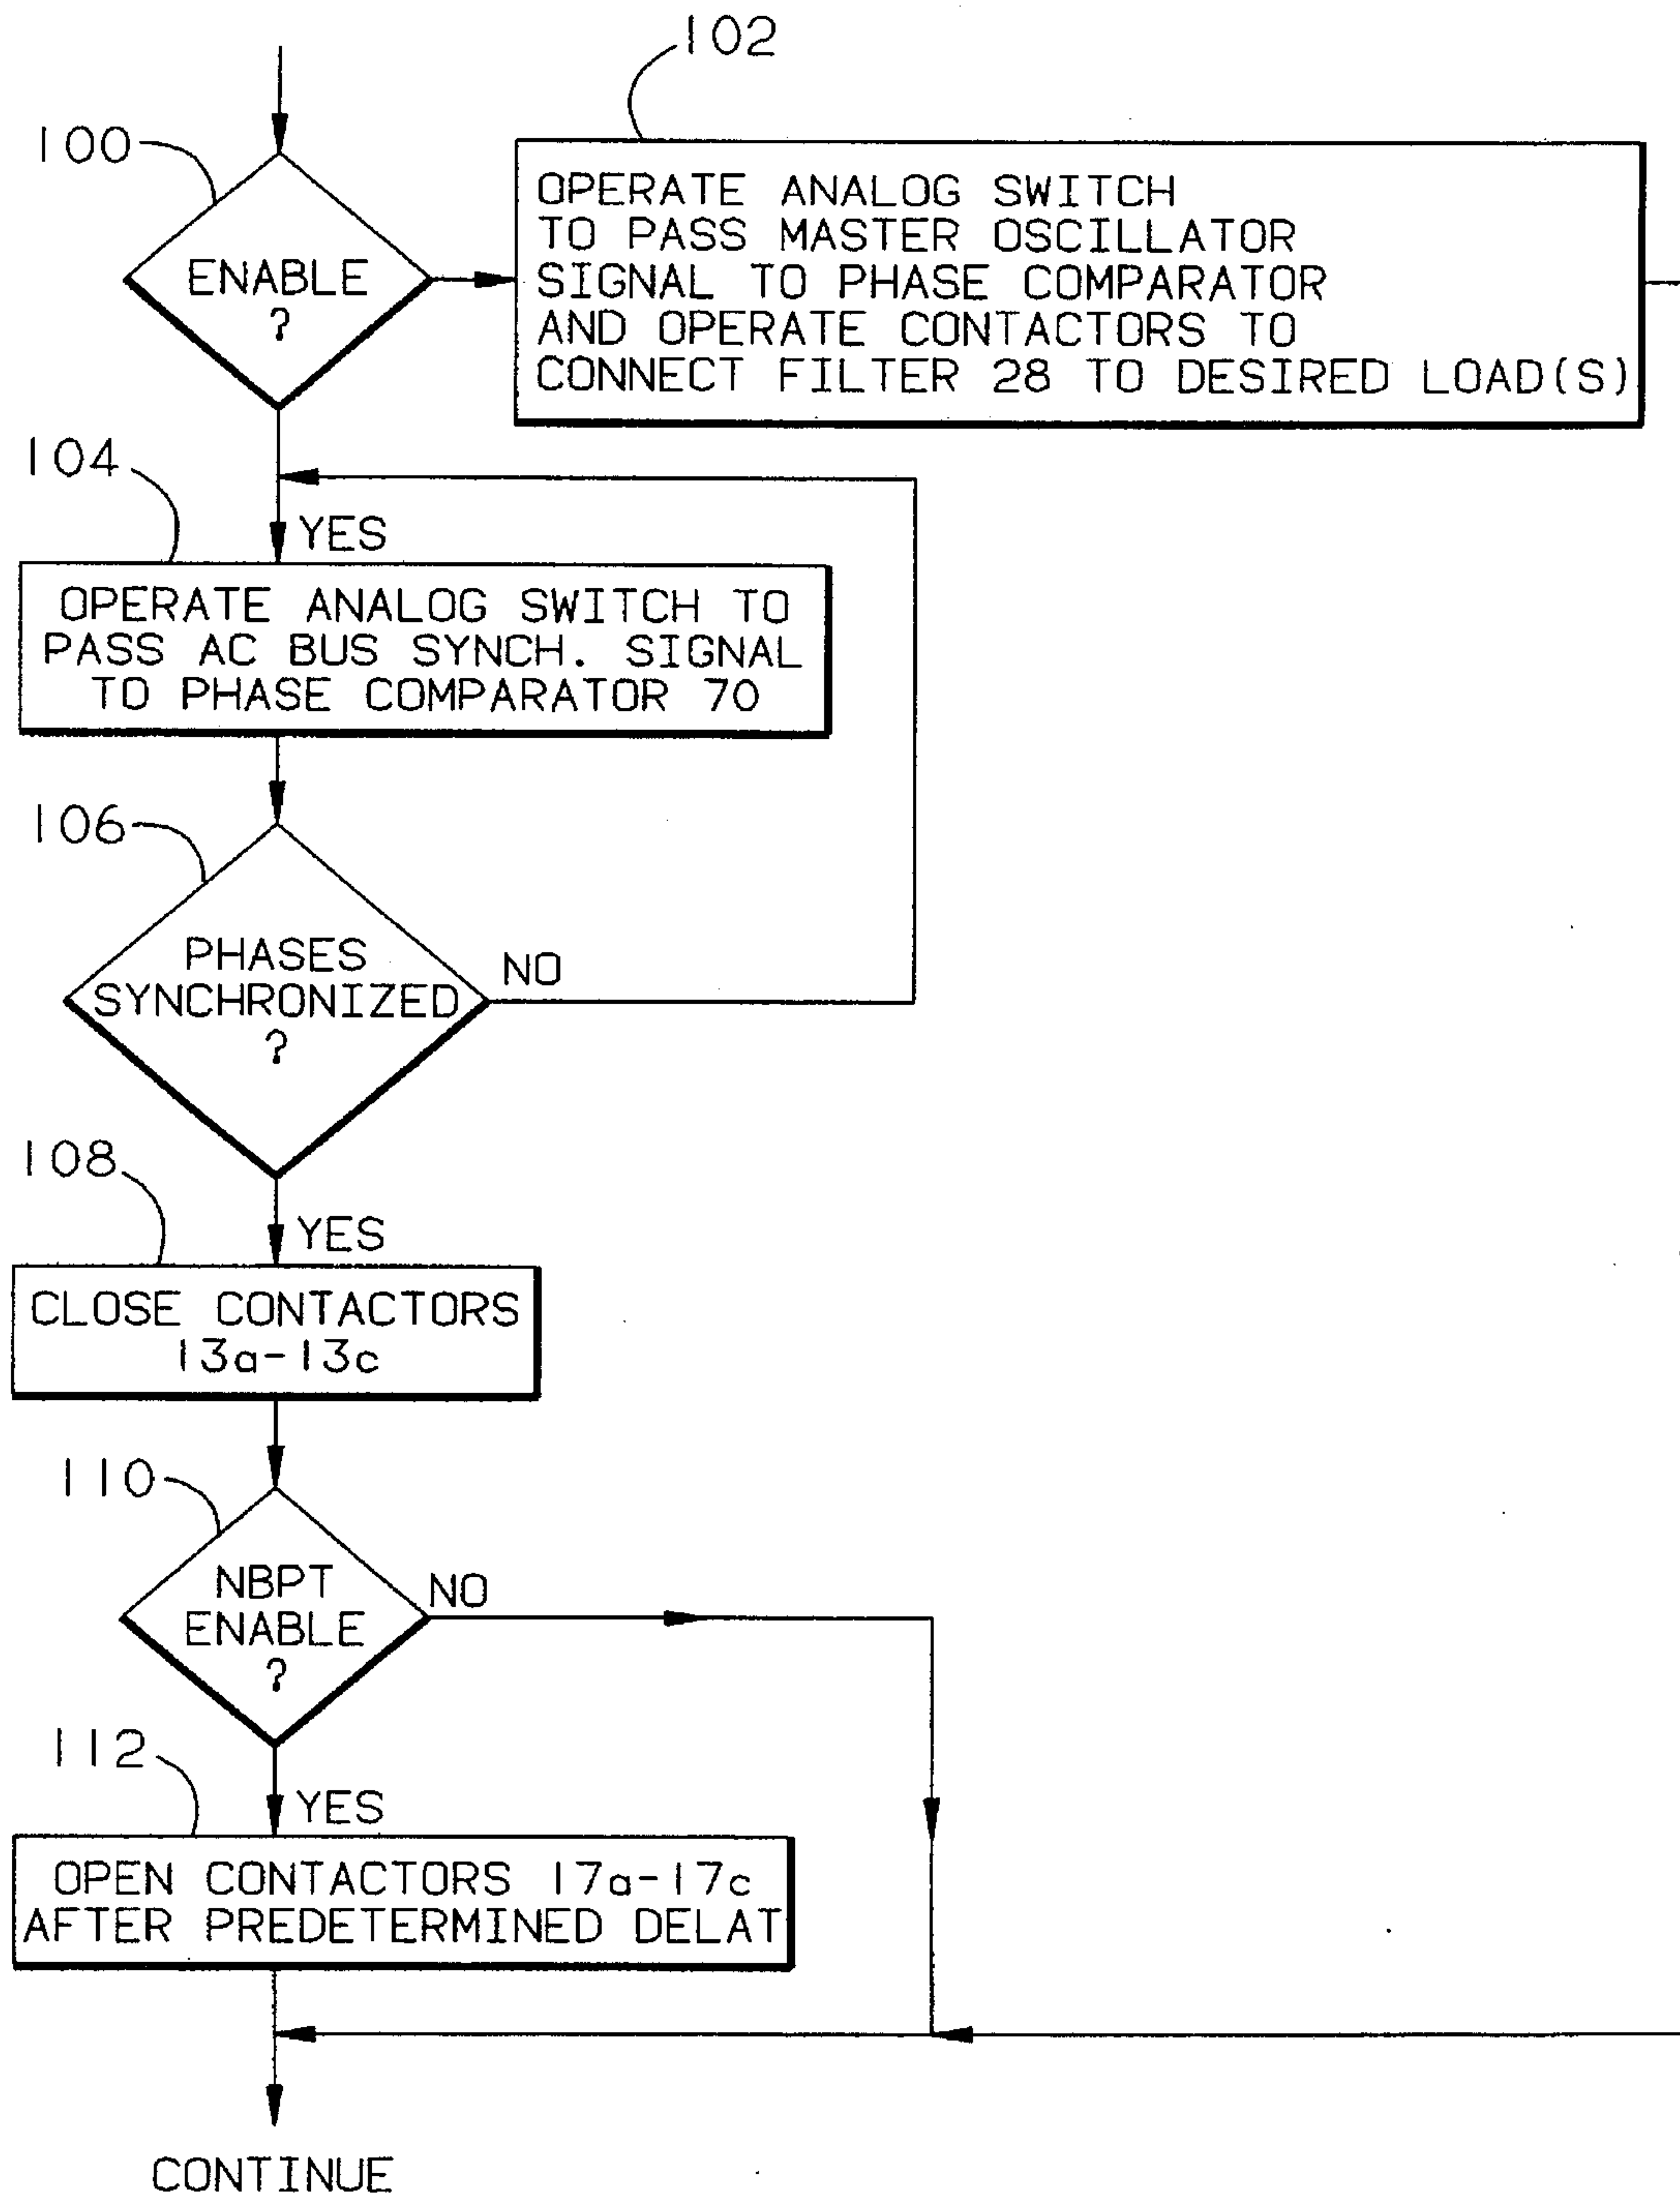 102
100
ENABLE
?
OPERATE ANALOG SWITCH
TO PASS MASTER OSCILLATOR
SIGNAL TO PHASE COMPARATOR
AND OPERATE CONTACTORS TO
CONNECT FILTER 28 TO DESIRED LOAD(S)
104
YES
OPERATE ANALOG SWITCH TO
PASS AC BUS SYNCH. SIGNAL
TO PHASE COMPARATOR 70
106
PHASES
SYNCHRONIZED
?
NO
108
YES
CLOSE CONTACTORS
13a-13c
110
NBPT
ENABLE
?
NO
112
YES
OPEN CONTACTORS 17a-17c
AFTER PREDETERMINED DELAT
CONTINUE